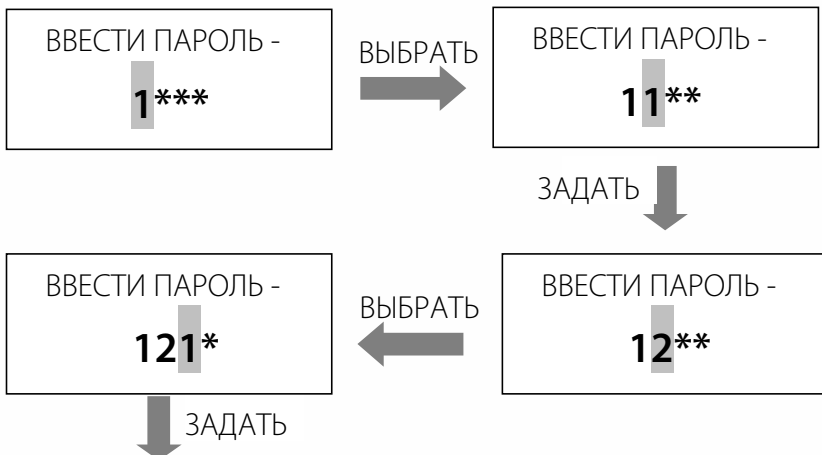 ВВЕСТИ ПАРОЛЬ -
1***
ВЫБРАТЬ
ВВЕСТИ ПАРОЛЬ -
11**
ЗАДАТЬ
ВВЕСТИ ПАРОЛЬ -
12**
ВЫБРАТЬ
ВВЕСТИ ПАРОЛЬ -
121*
ЗАДАТЬ